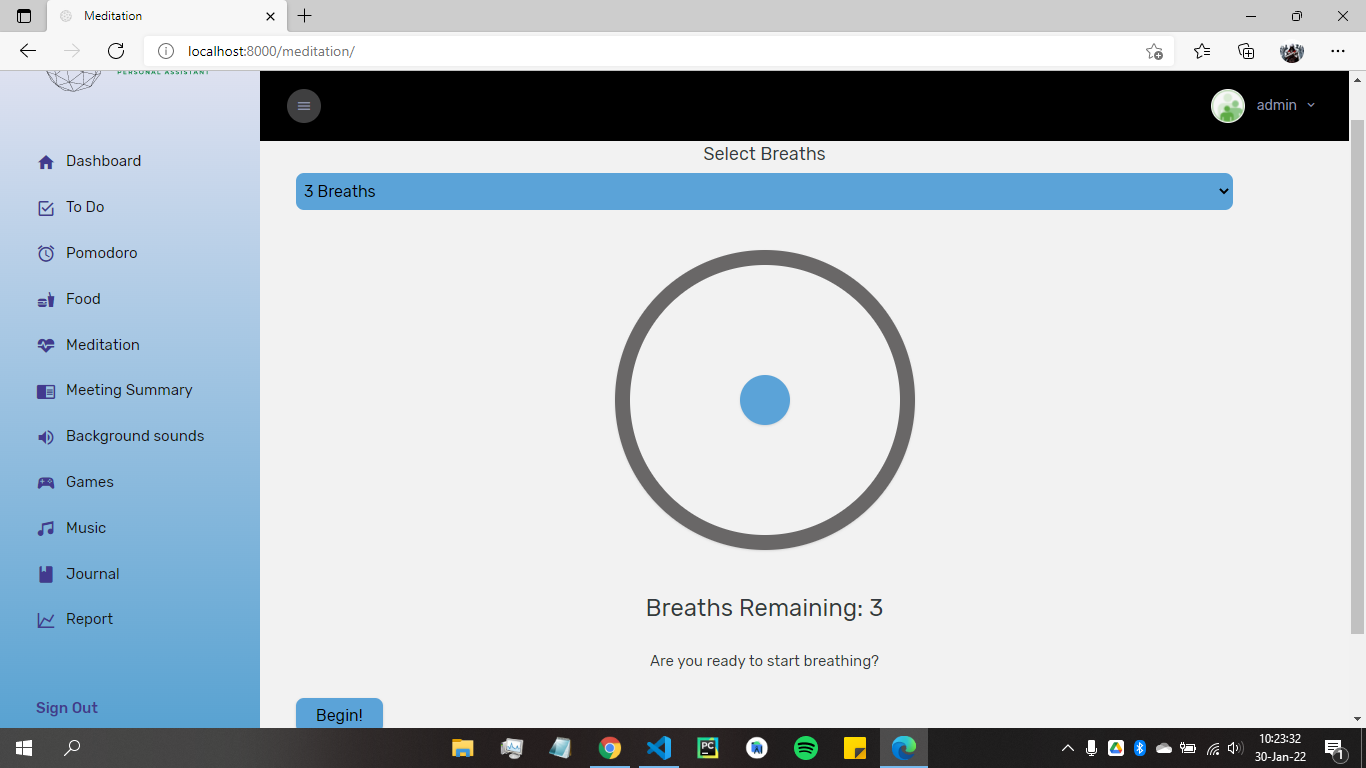 Meditation
localhost:8000/meditation/
PERSONAL ASSISTANT
admin
Dashboard
To Do
Pomodoro
Food
Meditation
Meeting Summary
Background sounds
Games
Music
Journal
Report
Sign Out
Select Breaths
3 Breaths
Breaths Remaining: 3
Are you ready to start breathing?
Begin!
PC
10:23:32
30-Jan-22
1